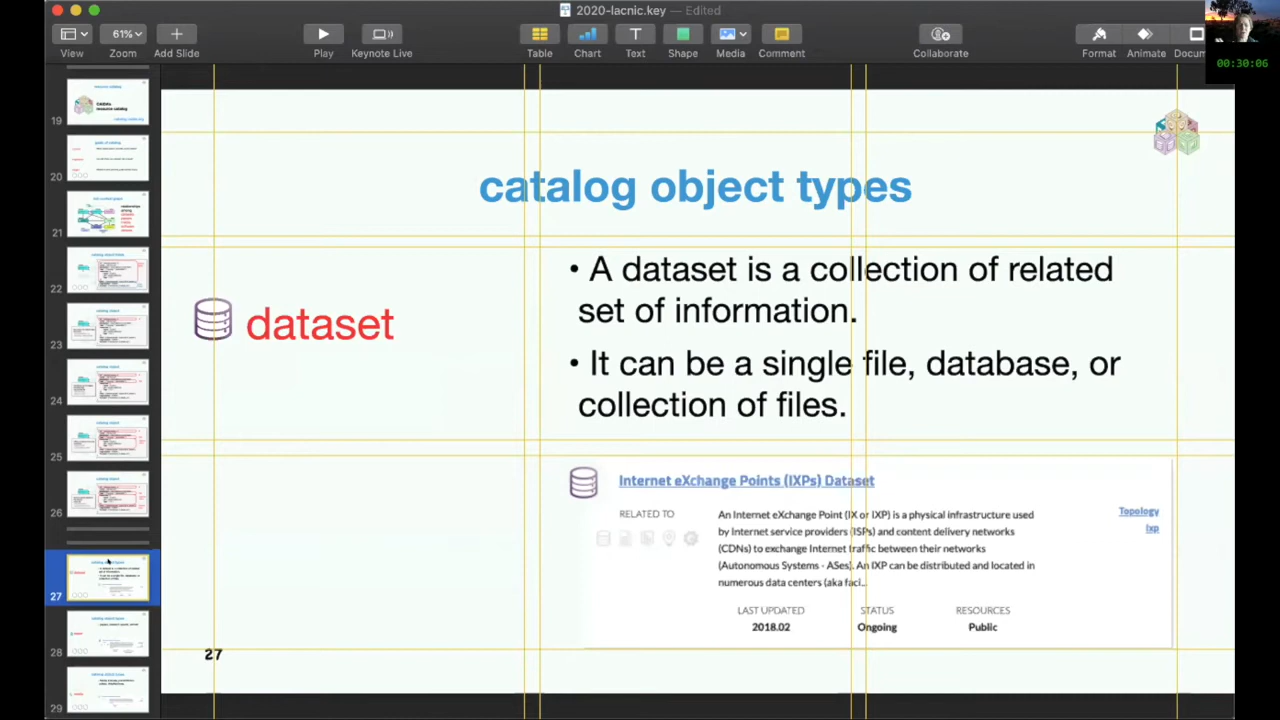 2020-lacnic.key — Edited
61%
View
Zoom
Add Slide
Play
Keynote Live
Table
Chart
Text
Shape
Media
Comment
Collaborate
Format
Animate
Docum
00:30:06
19
20
21
22
23
24
25
26
27
28
29
catalog object types
dataset
• A dataset is a collection of related
set of information.
• It can be a single file, database, or
collection of files.
Internet eXchange Points (IXPs) Dataset
RELATED TO
An Internet eXchange Point (IX or IXP) is a physical infrastructure used
by Internet service providers (ISPs) and content delivery networks
(CDNs) to exchange Internet traffic between their networks
(Autonomous Systems - ASes). An IXP can be distributed and located in
numerous data centers (aka faci...
Topology
Ixp
LAST UPDATED
STATUS
RESOURCES
2018.02
Ongoing
Public
27